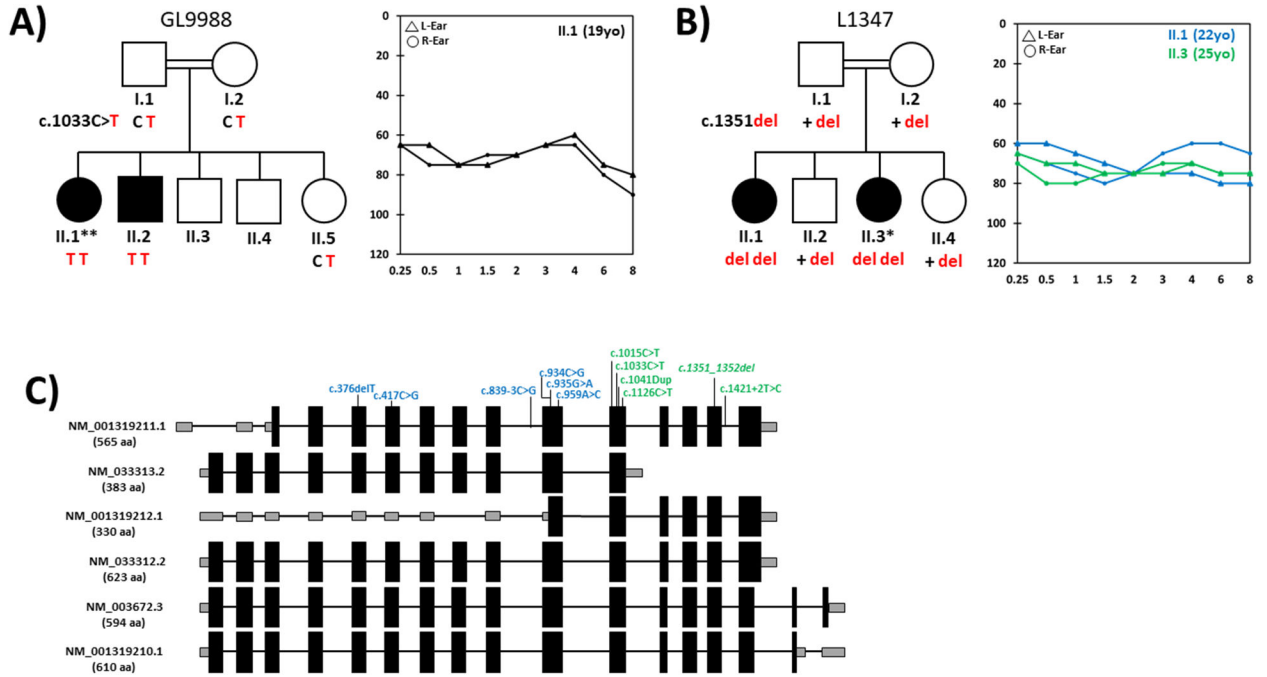 A)
GL9988
I.1
I.2
C T
C T
c.1033C>T
II.1**
II.2
II.3
II.4
II.5
T T
T T
C T
0
20
40
60
80
100
120
L-Ear
R-Ear
II.1 (19yo)
0.25 0.5 1 1.5 2 3 4 6 8
B)
L1347
I.1
I.2
+ del
+ del
c.1351del
II.1
II.2
II.3*
II.4
del del
+ del
del del
+ del
0
20
40
60
80
100
120
L-Ear
R-Ear
II.1 (22yo)
II.3 (25yo)
0.25 0.5 1 1.5 2 3 4 6 8
C)
c.376delT
c.417C>G
c.839-3C>G
c.934C>G
c.935G>A
c.959A>C
c.1015C>T
c.1033C>T
c.1041Dup
c.1126C>T
c.1351_1352del
c.1421+2T>C
NM_001319211.1
(565 aa)
NM_033313.2
(383 aa)
NM_001319212.1
(330 aa)
NM_033312.2
(623 aa)
NM_003672.3
(594 aa)
NM_001319210.1
(610 aa)